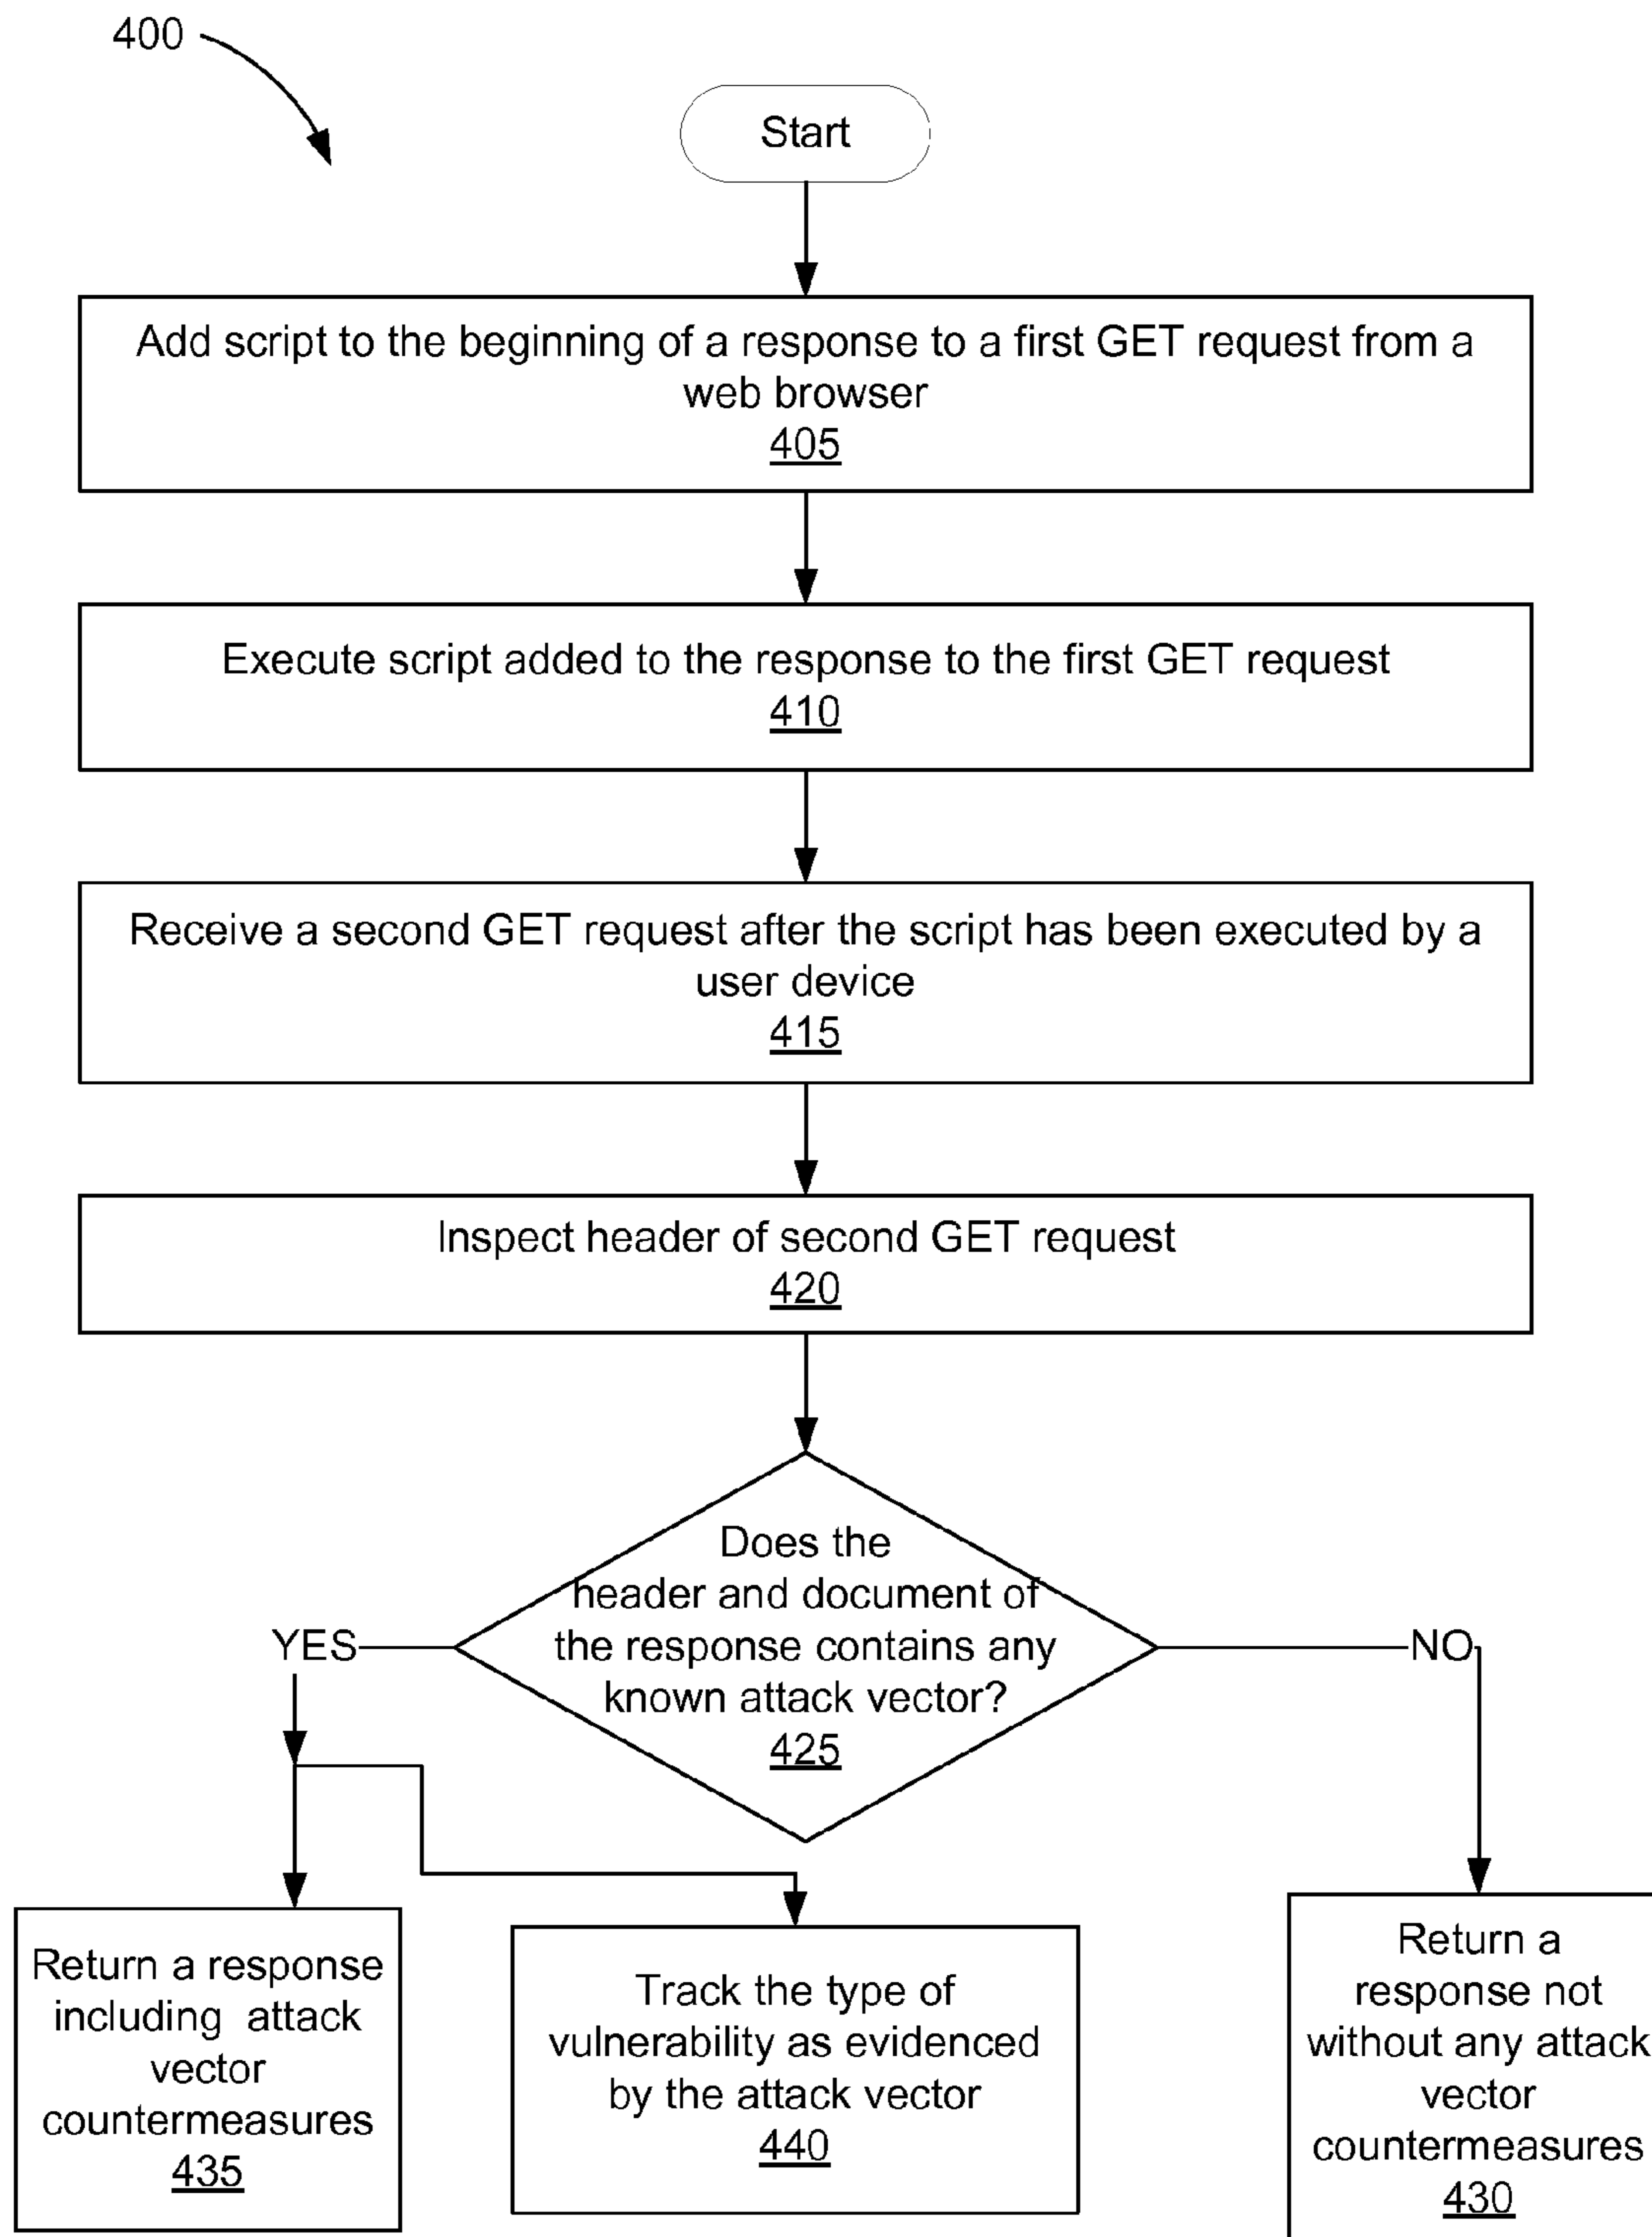 400
Start
Add script to the beginning of a response to a first GET request from a
web browser
405
Execute script added to the response to the first GET request
410
Receive a second GET request after the script has been executed by a
user device
415
Inspect header of second GET request
420
Does the
header and document of
the response contains any
known attack vector?
425
YES
NO
Return a response
including attack
vector
countermeasures
435
Track the type of
vulnerability as evidenced
by the attack vector
440
Return a
response not
without any attack
vector
countermeasures
430